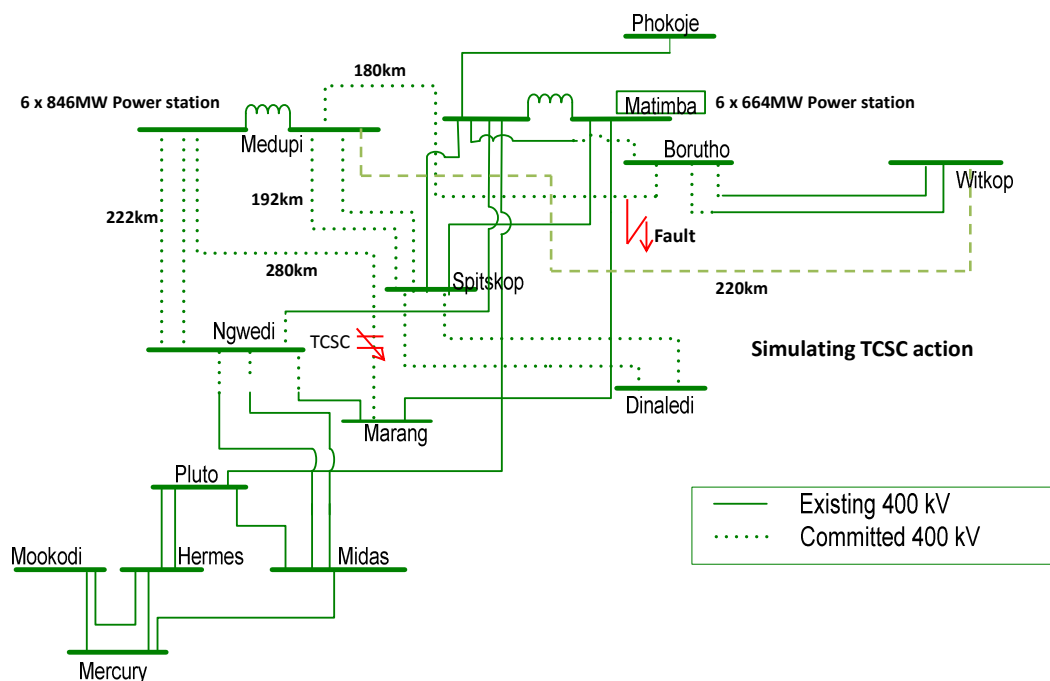 Phokoje
180km
6 x 846MW Power station
Matimba
6 x 664MW Power station
Medupi
Borutho
Witkop
192km
222km
Fault
280km
Spitskop
220km
Ngwedi
TCSC
Simulating TCSC action
Dinaledi
Marang
Pluto
Existing 400 kV
Committed 400 kV
Mookodi
Hermes
Midas
Mercury